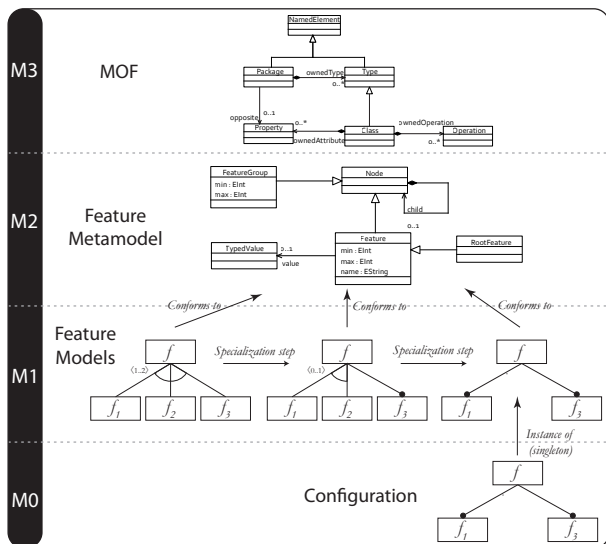 M3
MOF
NamedElement
Package
ownedType
0..*
Type
opposite
0..1
Property
0..*
ownedAttribute
Class
ownedOperation
0..*
Operation
M2
Feature
Metamodel
FeatureGroup
min : EInt
max : EInt
Node
child
0..1
TypedValue
0..1
value
Feature
min : EInt
max : EInt
name : EString
RootFeature
Conforms to
Conforms to
Conforms to
M1
Feature
Models
f
Specialization step
f
Specialization step
f
⟨1..2⟩
⟨0..1⟩
f1
f2
f3
f1
f2
f3
f1
f3
Instance of
(singleton)
M0
Configuration
f
f1
f3